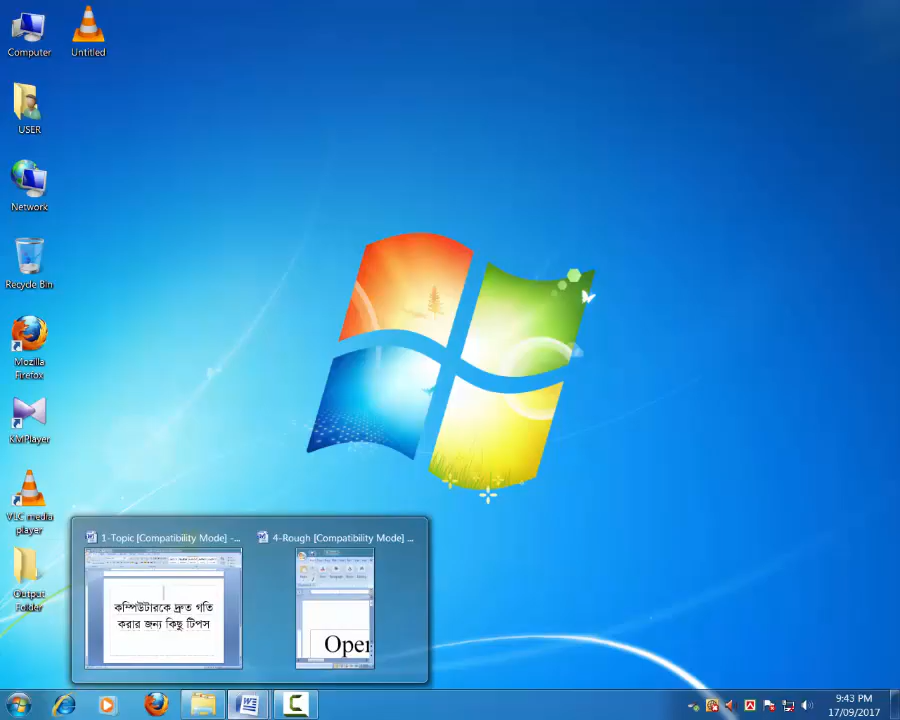 Computer
Untitled
USER
Network
Recycle Bin
Mozilla
Firefox
KMPlayer
VLC media
player
Output
Folder
1-Topic [Compatibility Mode] -...
4-Rough [Compatibility Mode] ...
কম্পিউটারকে দ্রুত গতি
করার জন্য কিছু টিপস
Open
9:43 PM
17/09/2017